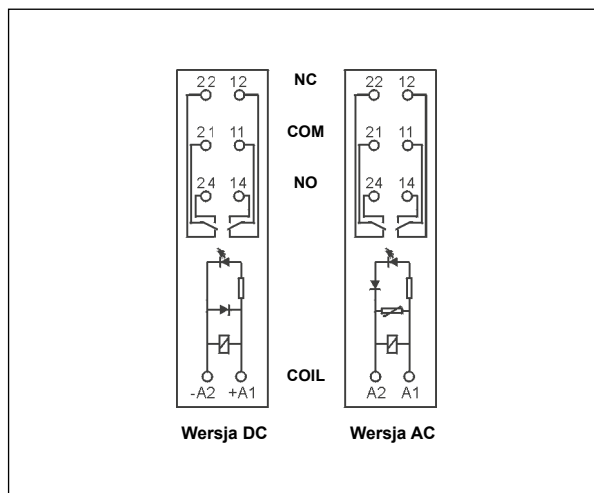 22 12 NC 22 12
21 11 COM 21 11
24 14 NO 24 14
COIL
-A2 +A1 A2 A1
Wersja DC Wersja AC